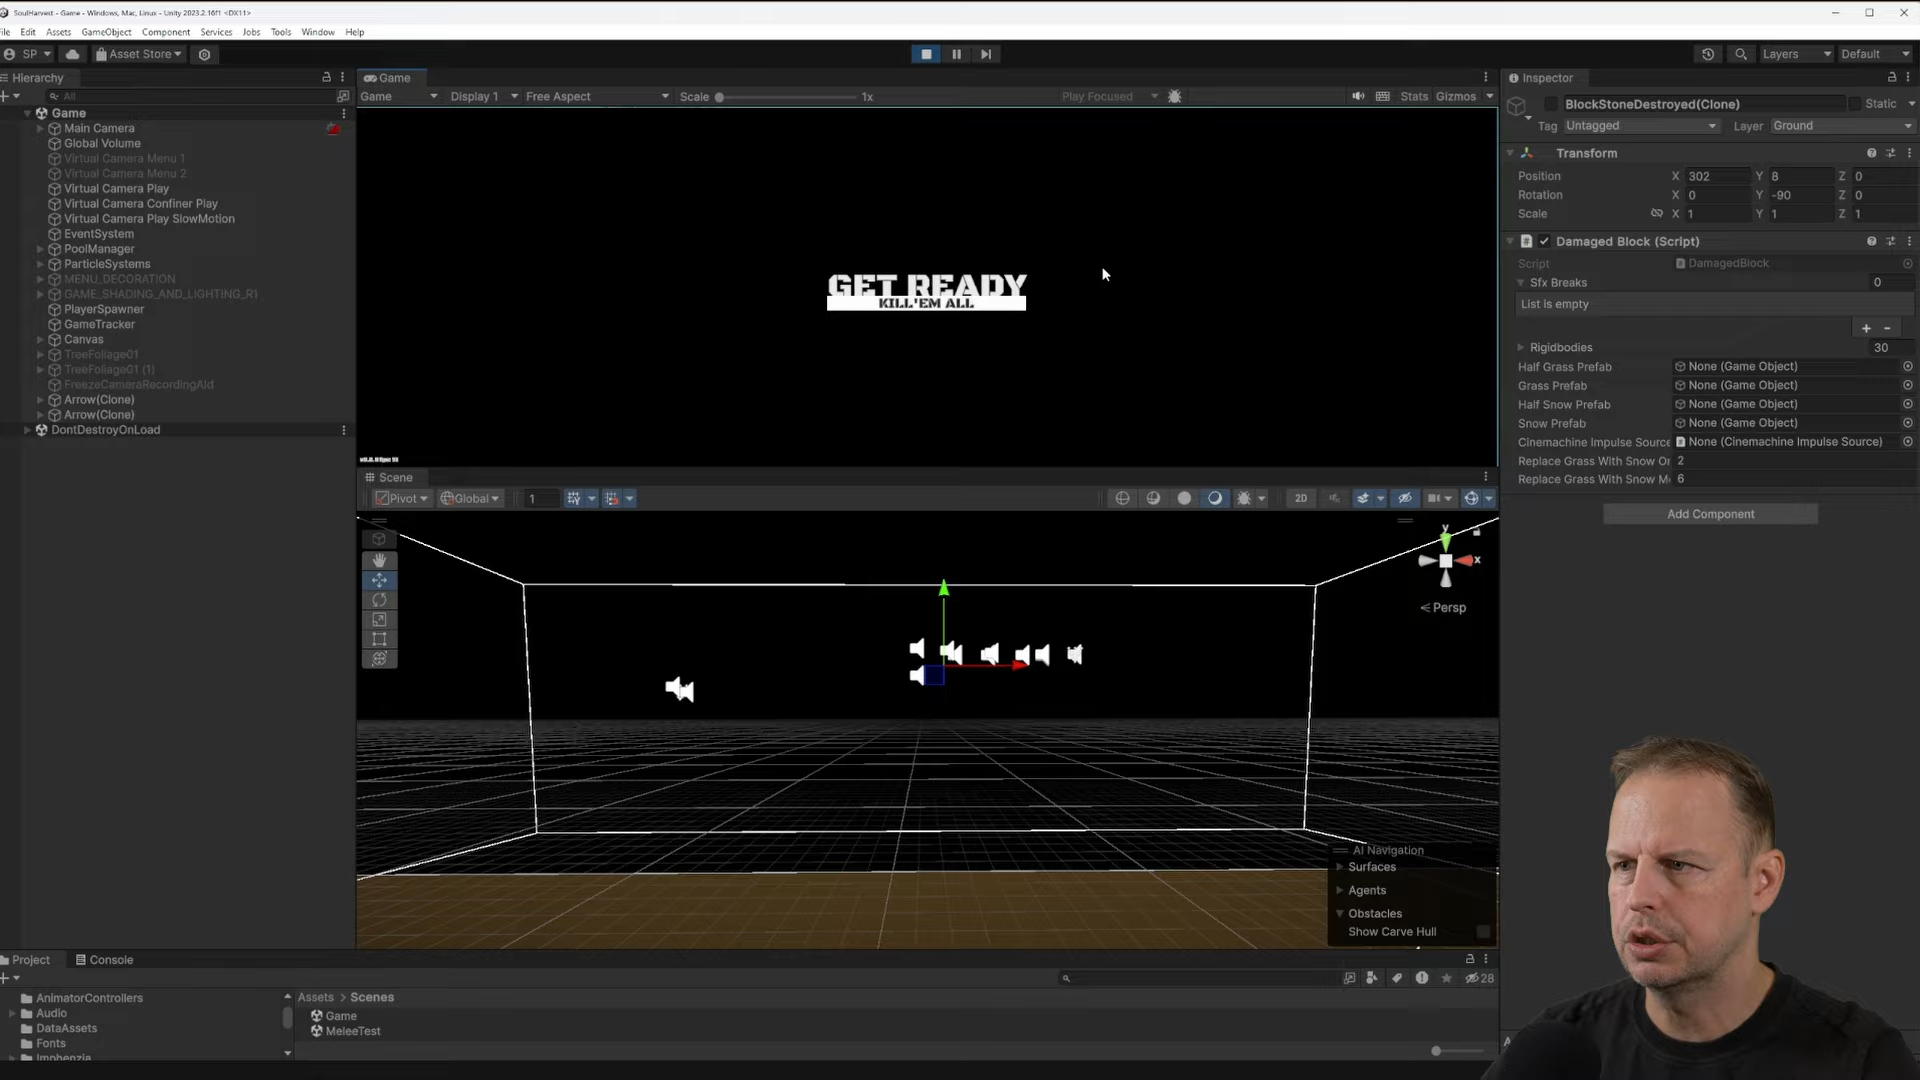 SoulHarvest - Game - Windows, Mac, Linux - Unity 2023.2.16f1 <DX11>
File Edit Assets GameObject Component Services Jobs Tools Window Help
SP Asset Store Layers Default
Hierarchy
All
Game
Main Camera
Global Volume
Virtual Camera Menu 1
Virtual Camera Menu 2
Virtual Camera Play
Virtual Camera Confiner Play
Virtual Camera Play SlowMotion
EventSystem
PoolManager
ParticleSystems
MENU_DECORATION
GAME_SHADING_AND_LIGHTING_R1
PlayerSpawner
GameTracker
Canvas
TreeFoliage01
TreeFoliage01 (1)
FreezeCameraRecordingAid
Arrow(Clone)
Arrow(Clone)
DontDestroyOnLoad
Game
Game Display 1 Free Aspect Scale 1x Play Focused Stats Gizmos
GET READY
KILL'EM ALL
Scene
Pivot Global 1 2D
y
x
Persp
AI Navigation
Surfaces
Agents
Obstacles
Show Carve Hull
Inspector
BlockStoneDestroyed(Clone) Static
Tag Untagged Layer Ground
Transform
Position X 302 Y 8 Z 0
Rotation X 0 Y -90 Z 0
Scale X 1 Y 1 Z 1
Damaged Block (Script)
Script DamagedBlock
Sfx Breaks 0
List is empty
+ -
Rigidbodies 30
Half Grass Prefab None (Game Object)
Grass Prefab None (Game Object)
Half Snow Prefab None (Game Object)
Snow Prefab None (Game Object)
Cinemachine Impulse Source None (Cinemachine Impulse Source)
Replace Grass With Snow Or 2
Replace Grass With Snow M 6
Add Component
Project Console
28
AnimatorControllers
Audio
DataAssets
Fonts
Imphenzia
Assets > Scenes
Game
MeleeTest